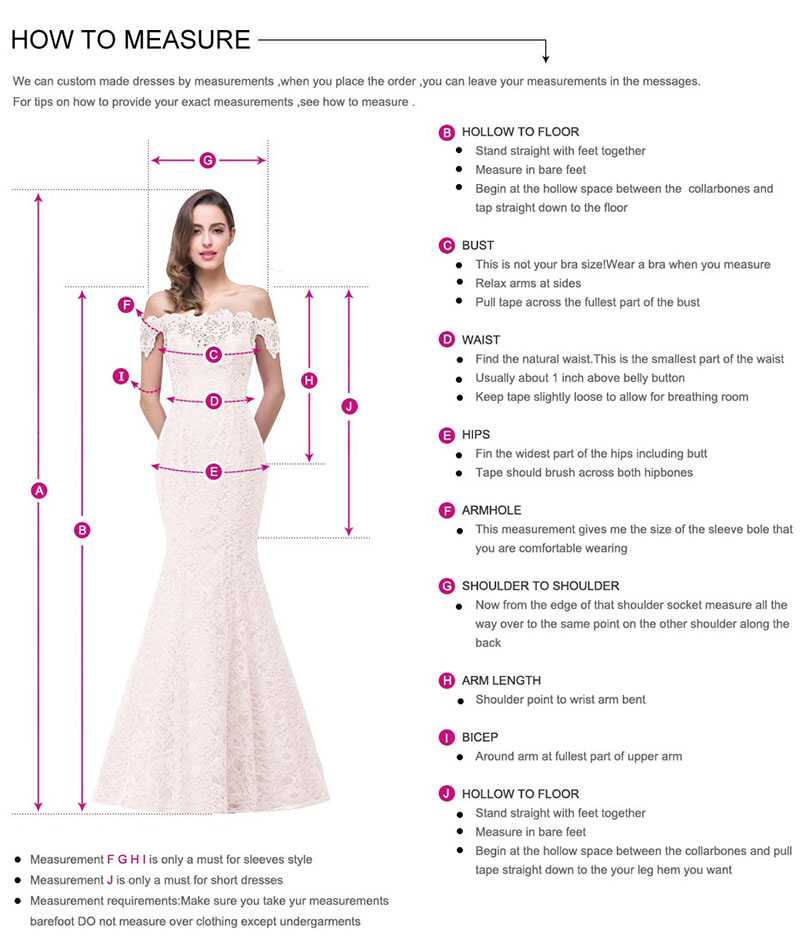 HOW TO MEASURE
We can custom made dresses by measurements ,when you place the order ,you can leave your measurements in the messages.
For tips on how to provide your exact measurements ,see how to measure .
G
F
C
I
H
D
J
E
A
B
B HOLLOW TO FLOOR
● Stand straight with feet together
● Measure in bare feet
● Begin at the hollow space between the collarbones and
tap straight down to the floor
C BUST
● This is not your bra size!Wear a bra when you measure
● Relax arms at sides
● Pull tape across the fullest part of the bust
D WAIST
● Find the natural waist.This is the smallest part of the waist
● Usually about 1 inch above belly button
● Keep tape slightly loose to allow for breathing room
E HIPS
● Fin the widest part of the hips including butt
● Tape should brush across both hipbones
F ARMHOLE
● This measurement gives me the size of the sleeve bole that
you are comfortable wearing
G SHOULDER TO SHOULDER
● Now from the edge of that shoulder socket measure all the
way over to the same point on the other shoulder along the
back
H ARM LENGTH
● Shoulder point to wrist arm bent
I BICEP
● Around arm at fullest part of upper arm
J HOLLOW TO FLOOR
● Stand straight with feet together
● Measure in bare feet
● Begin at the hollow space between the collarbones and pull
tape straight down to the your leg hem you want
● Measurement F G H I is only a must for sleeves style
● Measurement J is only a must for short dresses
● Measurement requirements:Make sure you take yur measurements
barefoot DO not measure over clothing except undergarments